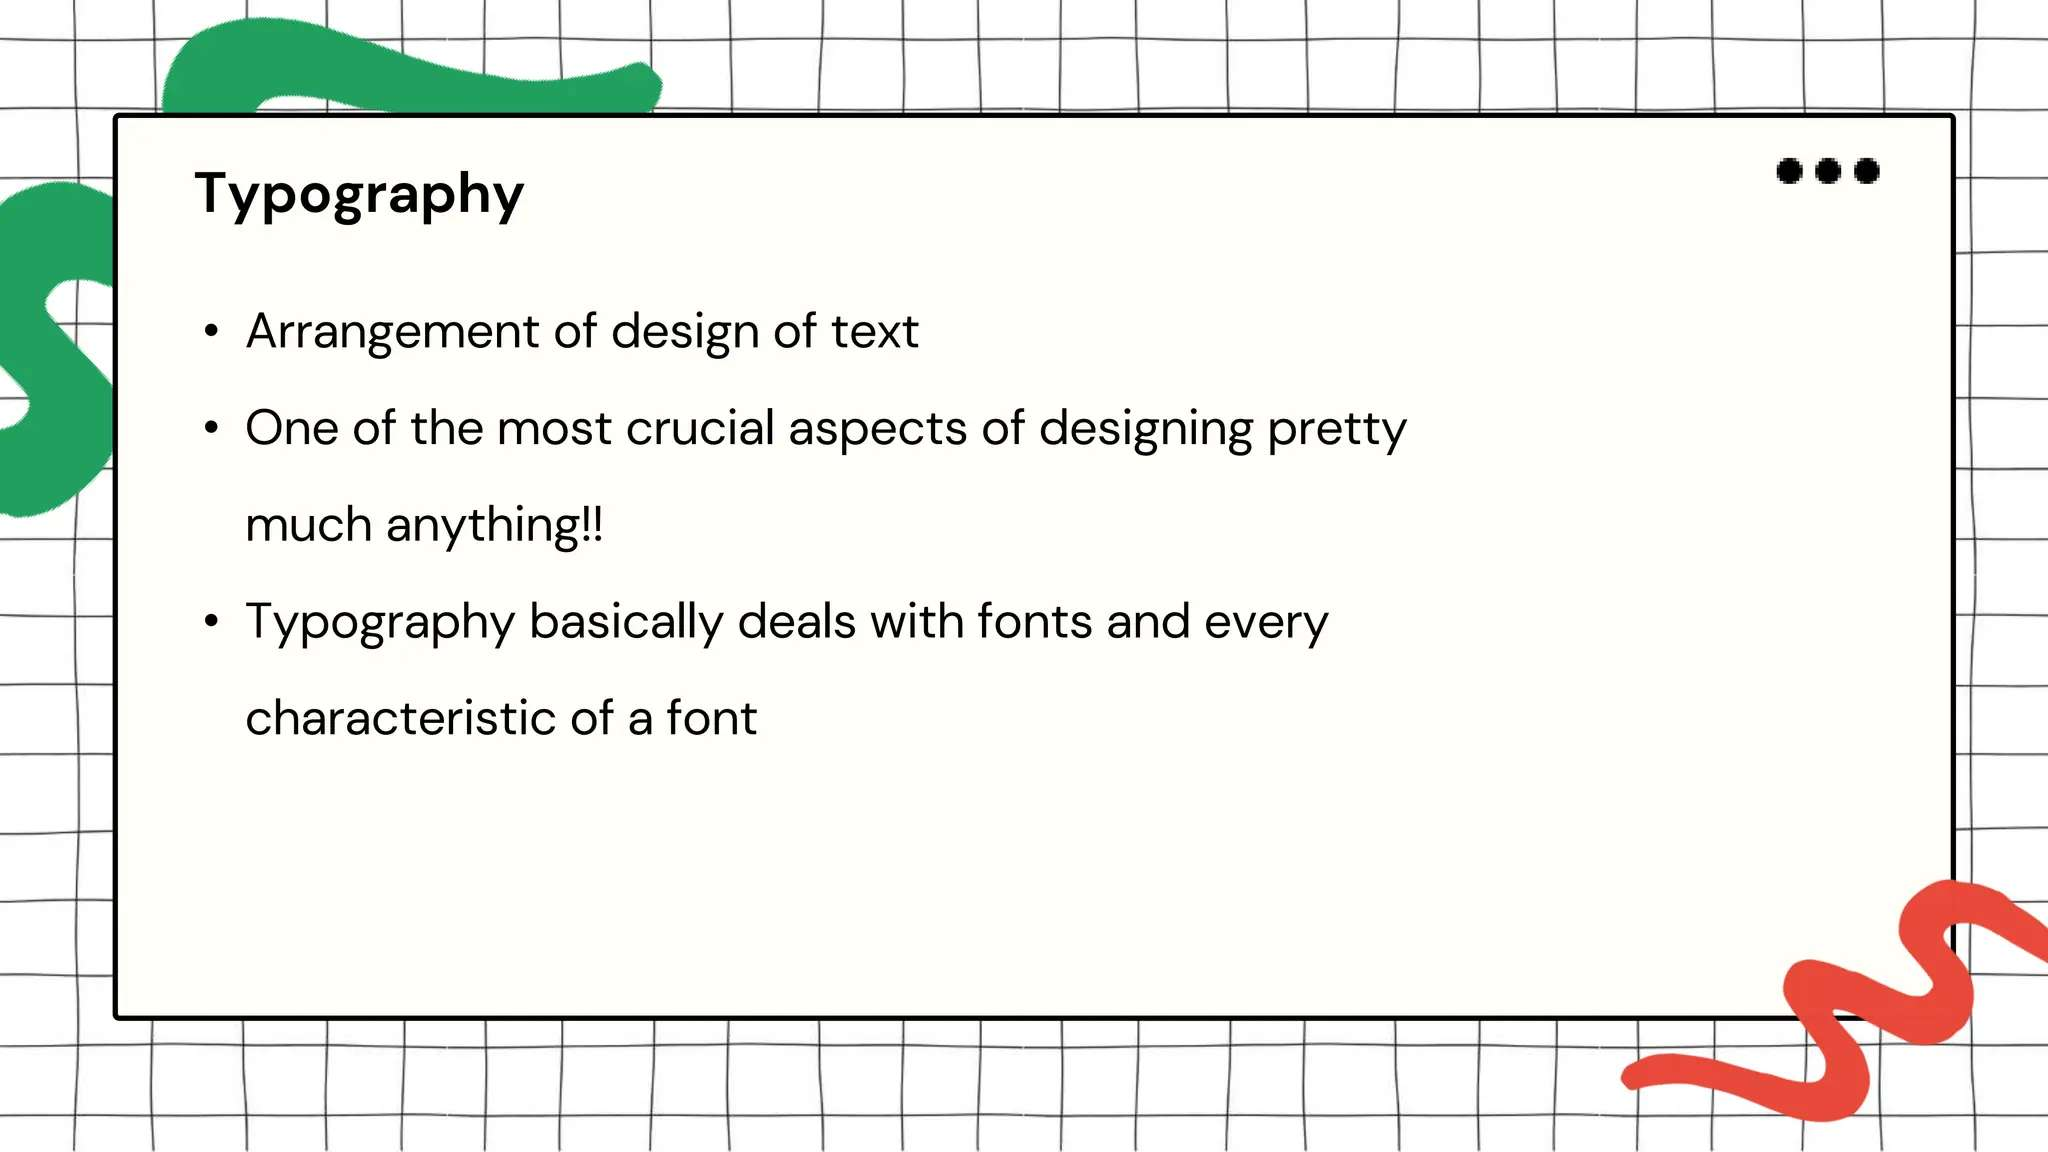 Typography
• Arrangement of design of text
• One of the most crucial aspects of designing pretty
much anything!!
• Typography basically deals with fonts and every
characteristic of a font